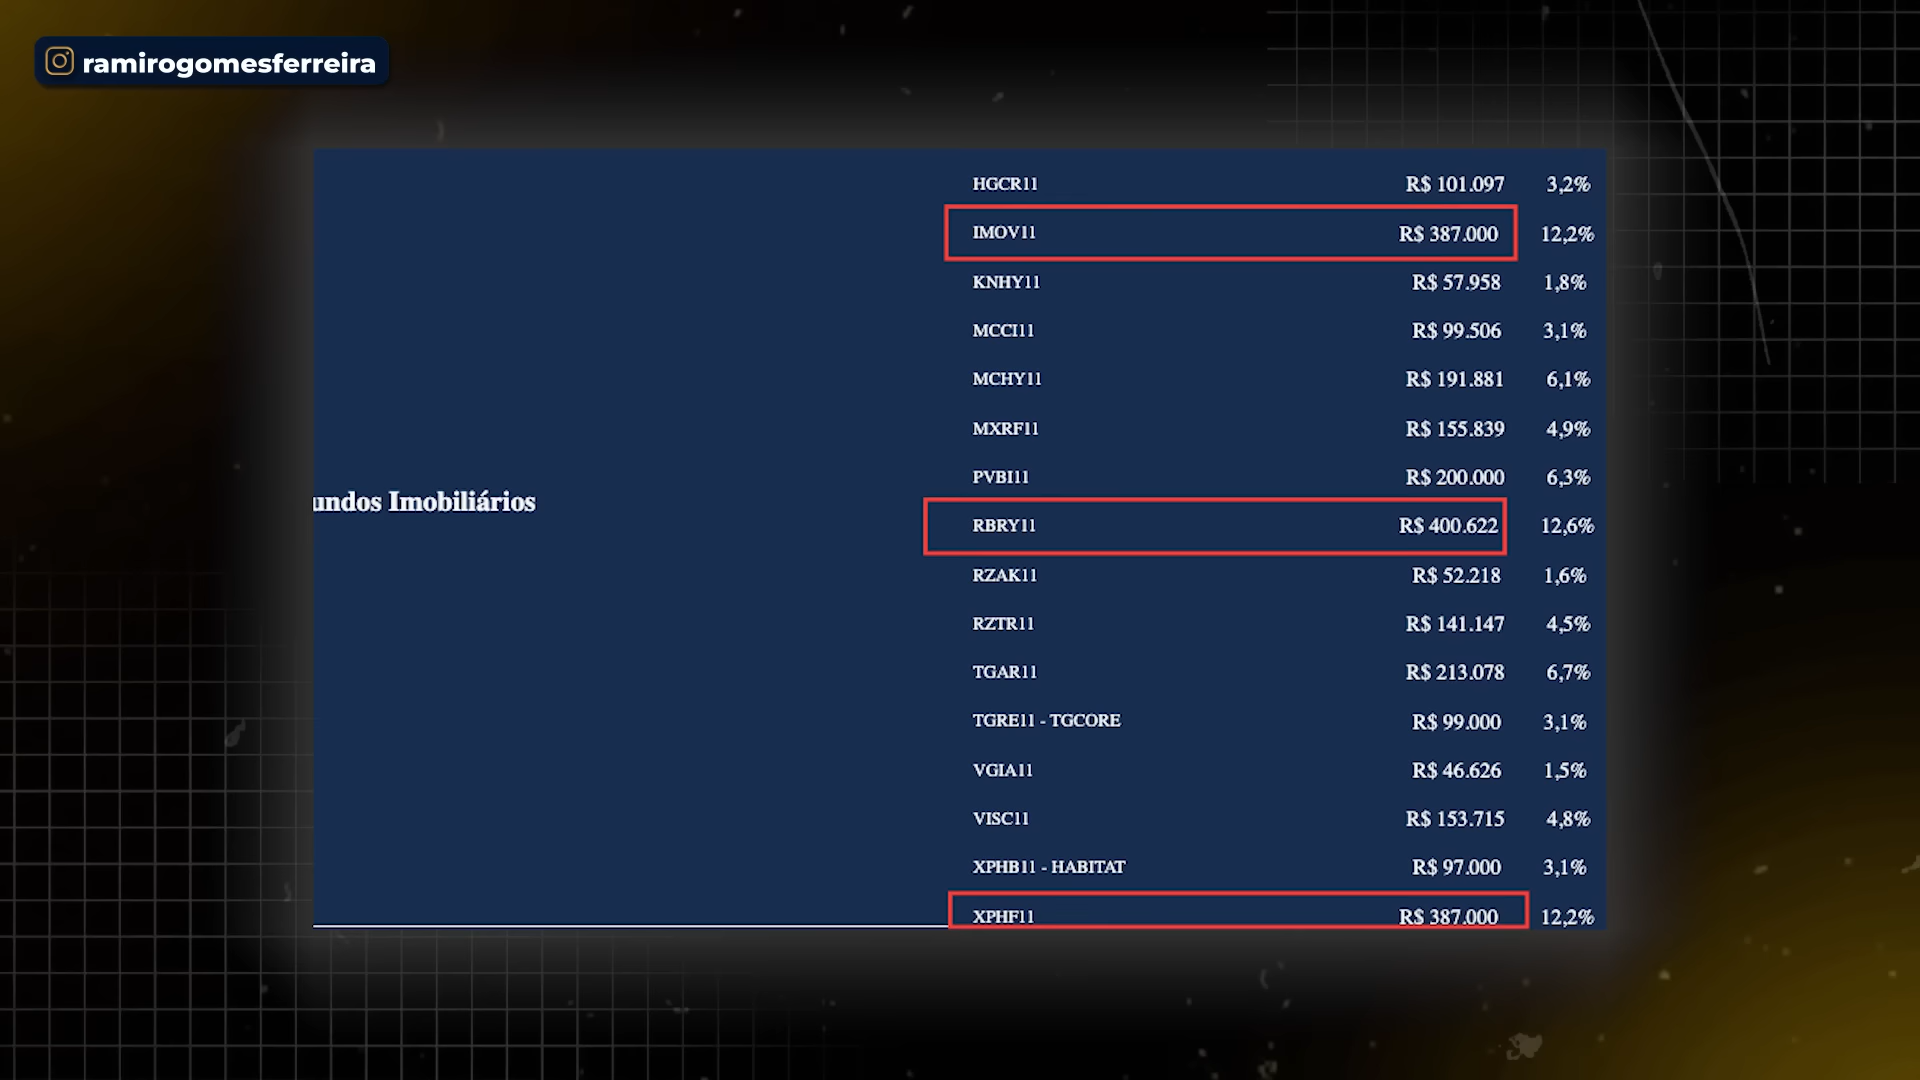 ramirogomesferreira
HGCR11 R$ 101.097 3,2%
IMOV11 R$ 387.000 12,2%
KNHY11 R$ 57.958 1,8%
MCCI11 R$ 99.506 3,1%
MCHY11 R$ 191.881 6,1%
MXRF11 R$ 155.839 4,9%
PVBI11 R$ 200.000 6,3%
undos Imobiliários
RBRY11 R$ 400.622 12,6%
RZAK11 R$ 52.218 1,6%
RZTR11 R$ 141.147 4,5%
TGAR11 R$ 213.078 6,7%
TGRE11 - TGCORE R$ 99.000 3,1%
VGIA11 R$ 46.626 1,5%
VISC11 R$ 153.715 4,8%
XPHB11 - HABITAT R$ 97.000 3,1%
XPHF11 R$ 387.000 12,2%